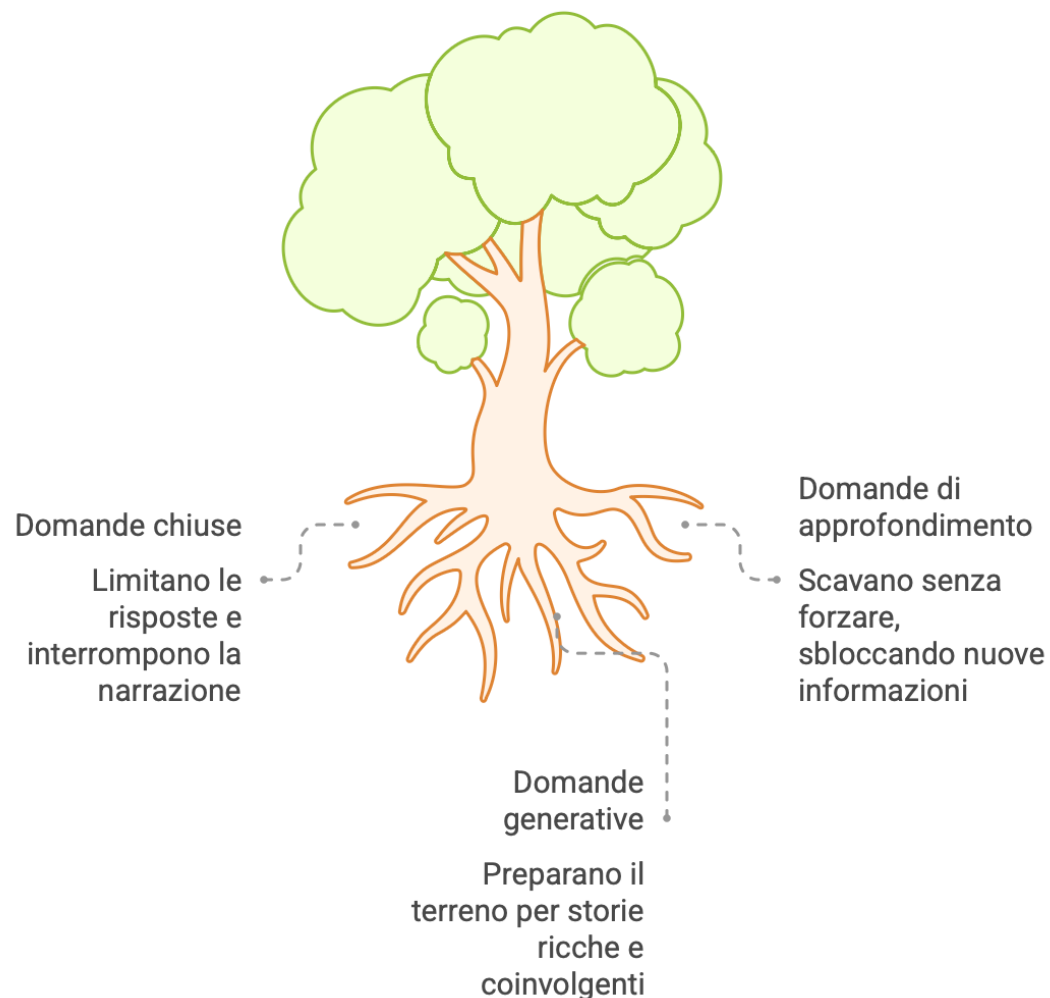 Domande chiuse
Limitano le
risposte e
interrompono la
narrazione
Domande di
approfondimento
Scavano senza
forzare,
sbloccando nuove
informazioni
Domande
generative
Preparano il
terreno per storie
ricche e
coinvolgenti